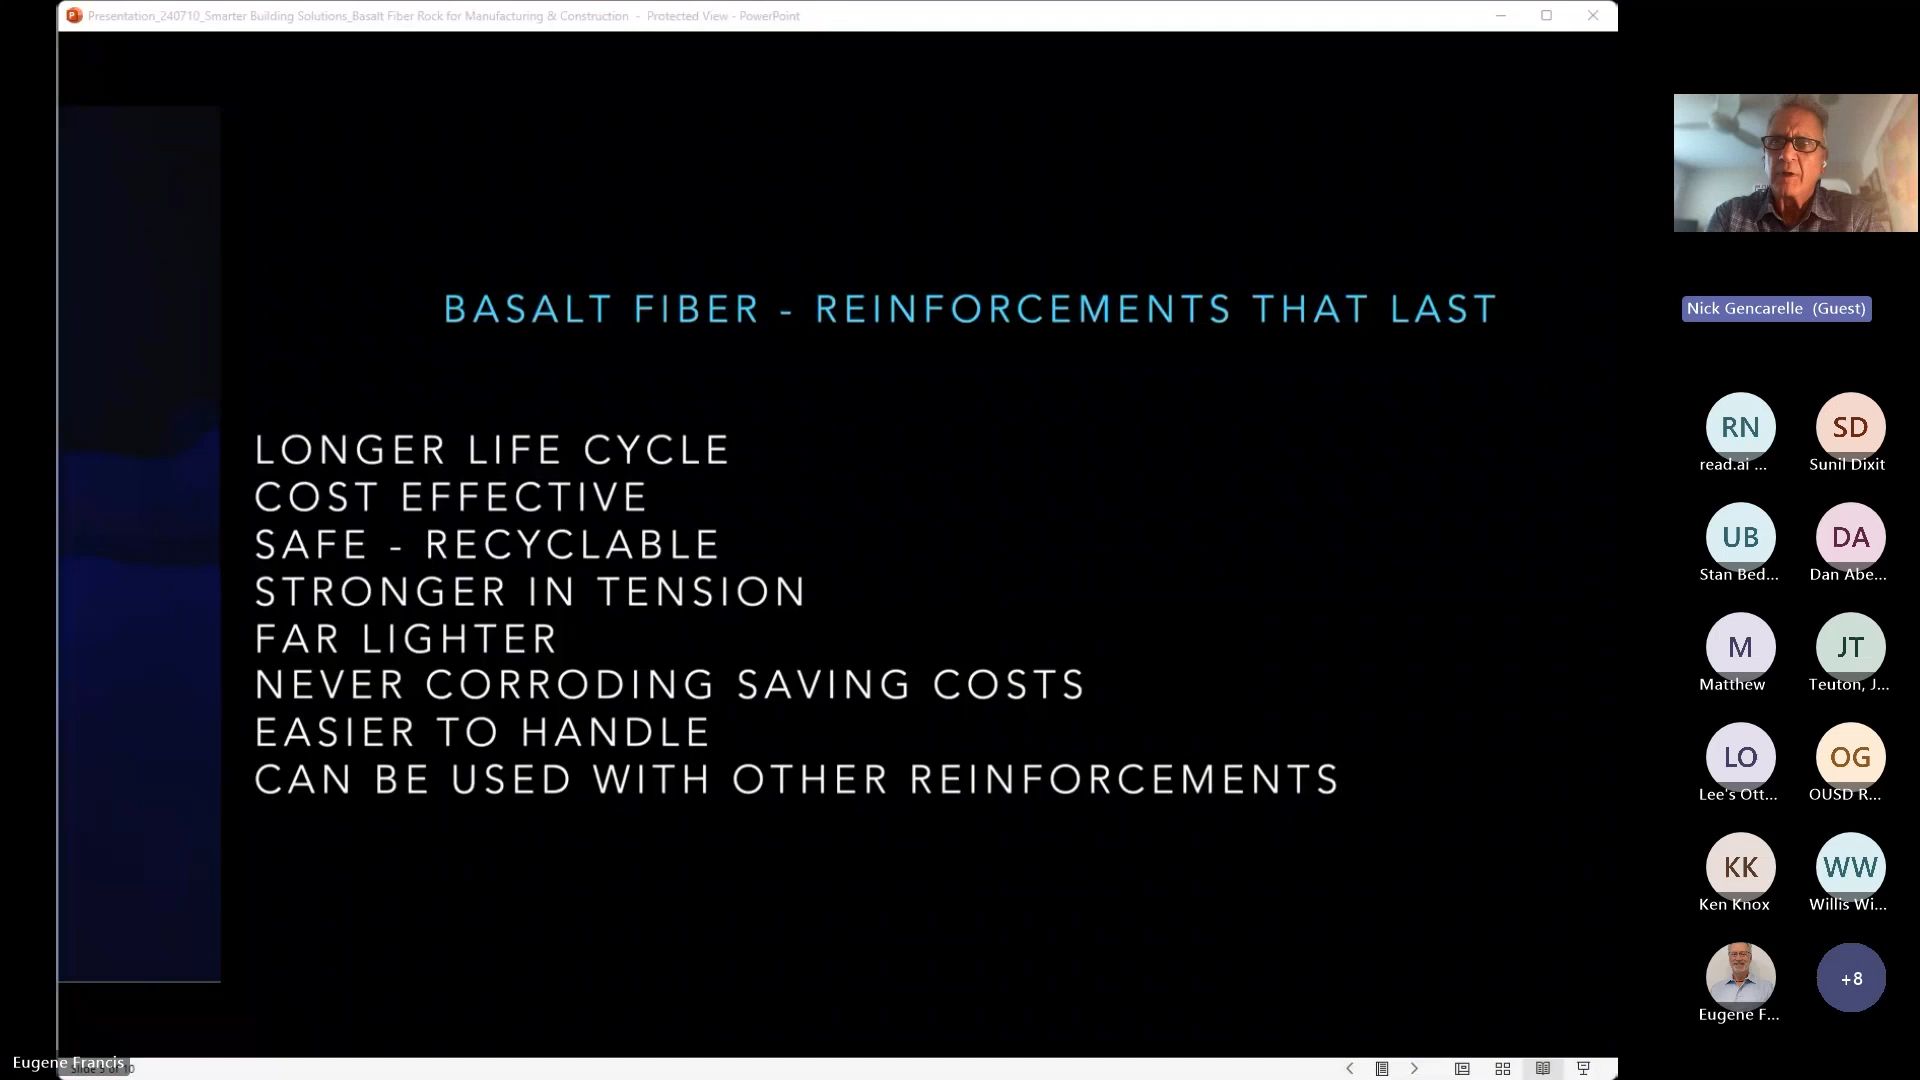 Presentation_240710_Smarter Building Solutions_Basalt Fiber Rock for Manufacturing & Construction - Protected View - PowerPoint
BASALT FIBER - REINFORCEMENTS THAT LAST
LONGER LIFE CYCLE
COST EFFECTIVE
SAFE - RECYCLABLE
STRONGER IN TENSION
FAR LIGHTER
NEVER CORRODING SAVING COSTS
EASIER TO HANDLE
CAN BE USED WITH OTHER REINFORCEMENTS
Nick Gencarelle (Guest)
RN
SD
read.ai ...
Sunil Dixit
UB
DA
Stan Bed...
Dan Abe...
M
JT
Matthew
Teuton, J...
LO
OG
Lee's Ott...
OUSD R...
KK
WW
Ken Knox
Willis Wi...
+8
Eugene F...
Eugene Francis